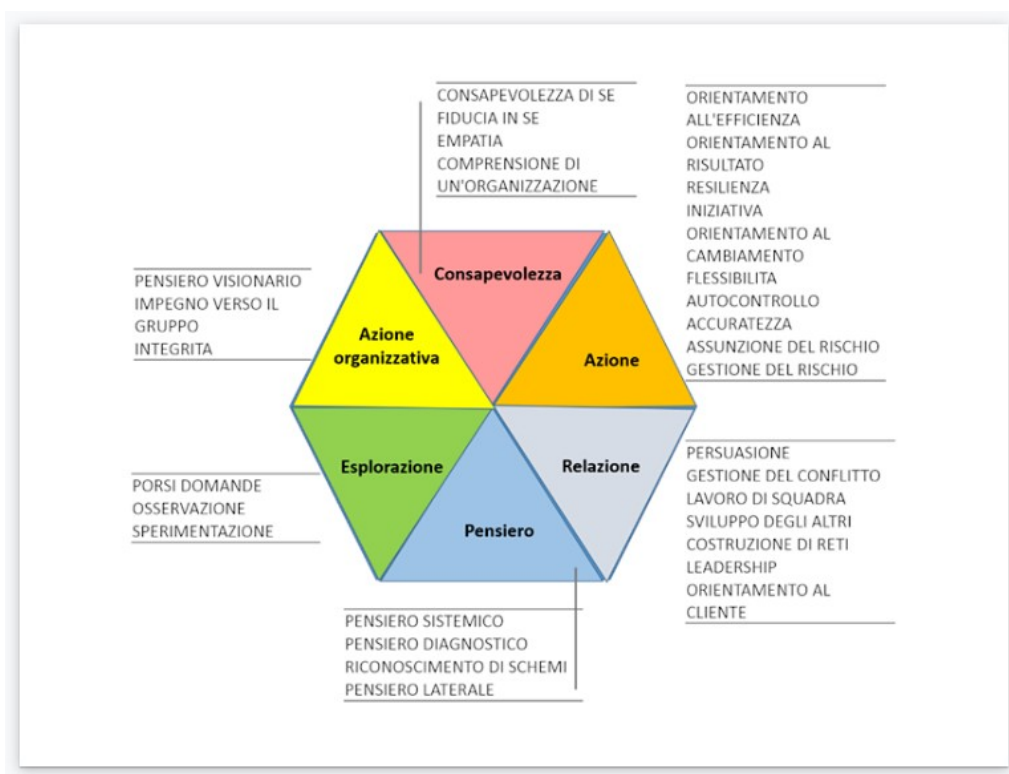 CONSAPEVOLEZZA DI SE
FIDUCIA IN SE
EMPATIA
COMPRENSIONE DI
UN'ORGANIZZAZIONE
ORIENTAMENTO
ALL'EFFICIENZA
ORIENTAMENTO AL
RISULTATO
RESILIENZA
INIZIATIVA
ORIENTAMENTO AL
CAMBIAMENTO
FLESSIBILITA
AUTOCONTROLLO
ACCURATEZZA
ASSUNZIONE DEL RISCHIO
GESTIONE DEL RISCHIO
PENSIERO VISIONARIO
IMPEGNO VERSO IL
GRUPPO
INTEGRITA
Consapevolezza
Azione
organizzativa
Azione
Esplorazione
Relazione
Pensiero
PORSI DOMANDE
OSSERVAZIONE
SPERIMENTAZIONE
PERSUASIONE
GESTIONE DEL CONFLITTO
LAVORO DI SQUADRA
SVILUPPO DEGLI ALTRI
COSTRUZIONE DI RETI
LEADERSHIP
ORIENTAMENTO AL
CLIENTE
PENSIERO SISTEMICO
PENSIERO DIAGNOSTICO
RICONOSCIMENTO DI SCHEMI
PENSIERO LATERALE